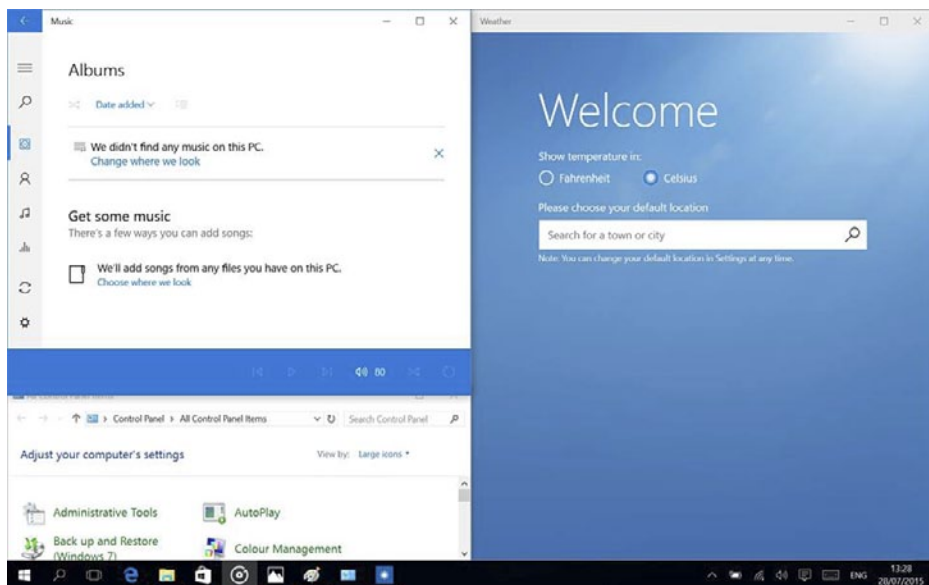 Music
Albums
Date added
We didn't find any music on this PC.
Change where we look
Get some music
There's a few ways you can add songs:
We'll add songs from any files you have on this PC.
Choose where we look
80
Control Panel
All Control Panel Items
Search Control Panel
Adjust your computer's settings
View by: Large icons
Administrative Tools
AutoPlay
Back up and Restore
(Windows 7)
Colour Management
Weather
Welcome
Show temperature in:
Fahrenheit
Celsius
Please choose your default location
Search for a town or city
Note: You can change your default location in Settings at any time.
ENG
13:28
28/07/2015